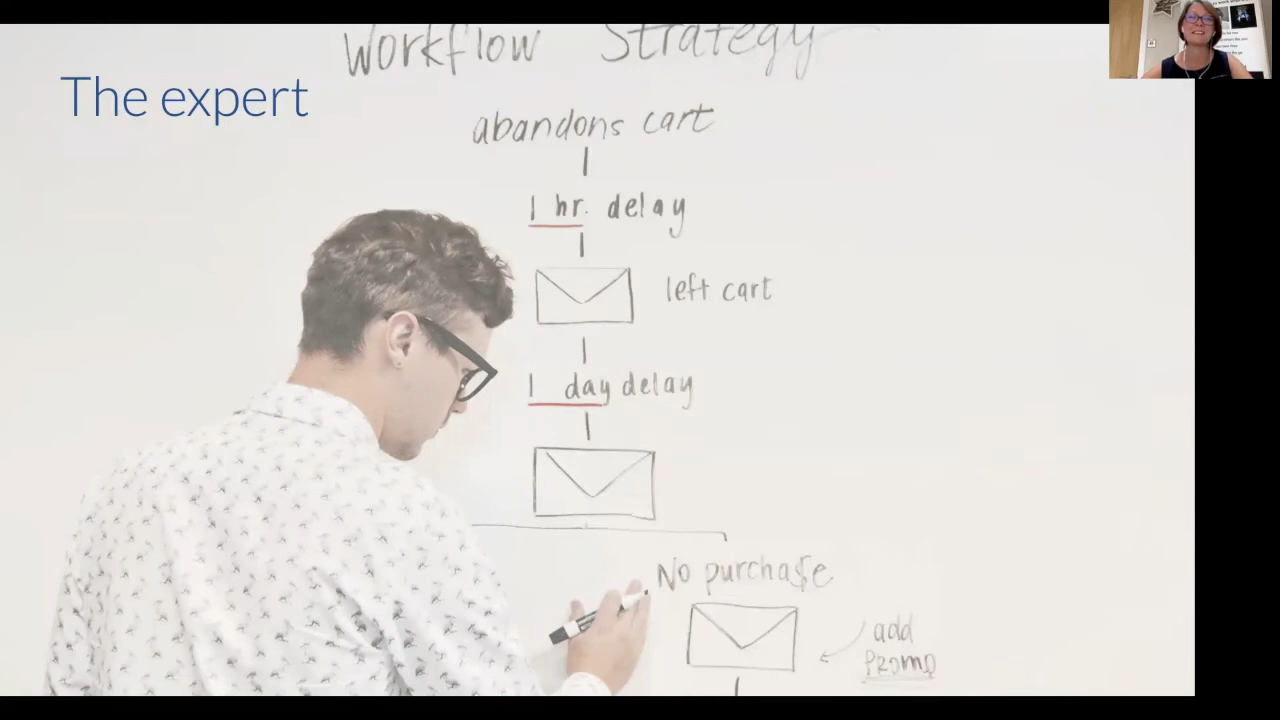 Workflow Strategy
The expert
abandons cart
1 hr. delay
left cart
1 day delay
No purchase
add
promo